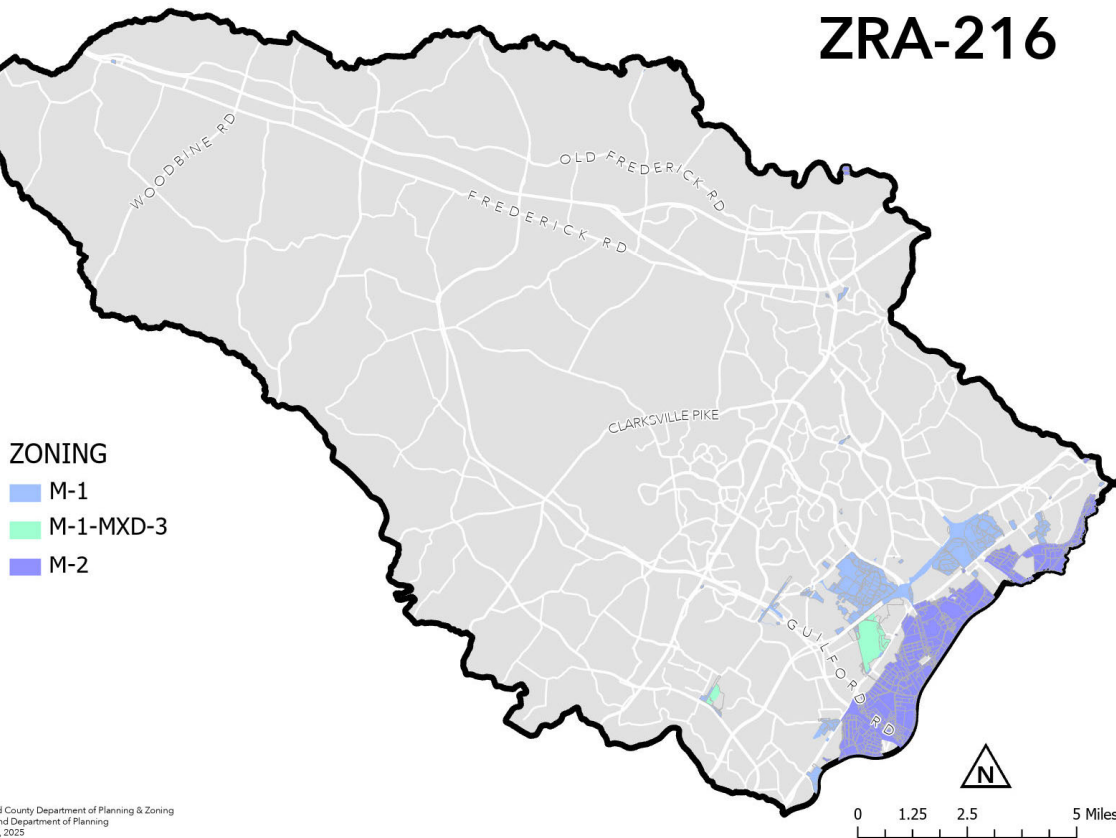 ZRA-216
WOODBINE RD
OLD FREDERICK RD
FREDERICK RD
CLARKSVILLE PIKE
GUILFORD RD
ZONING
M-1
M-1-MXD-3
M-2
N
0 1.25 2.5 5 Miles
County Department of Planning & Zoning
Department of Planning
, 2025